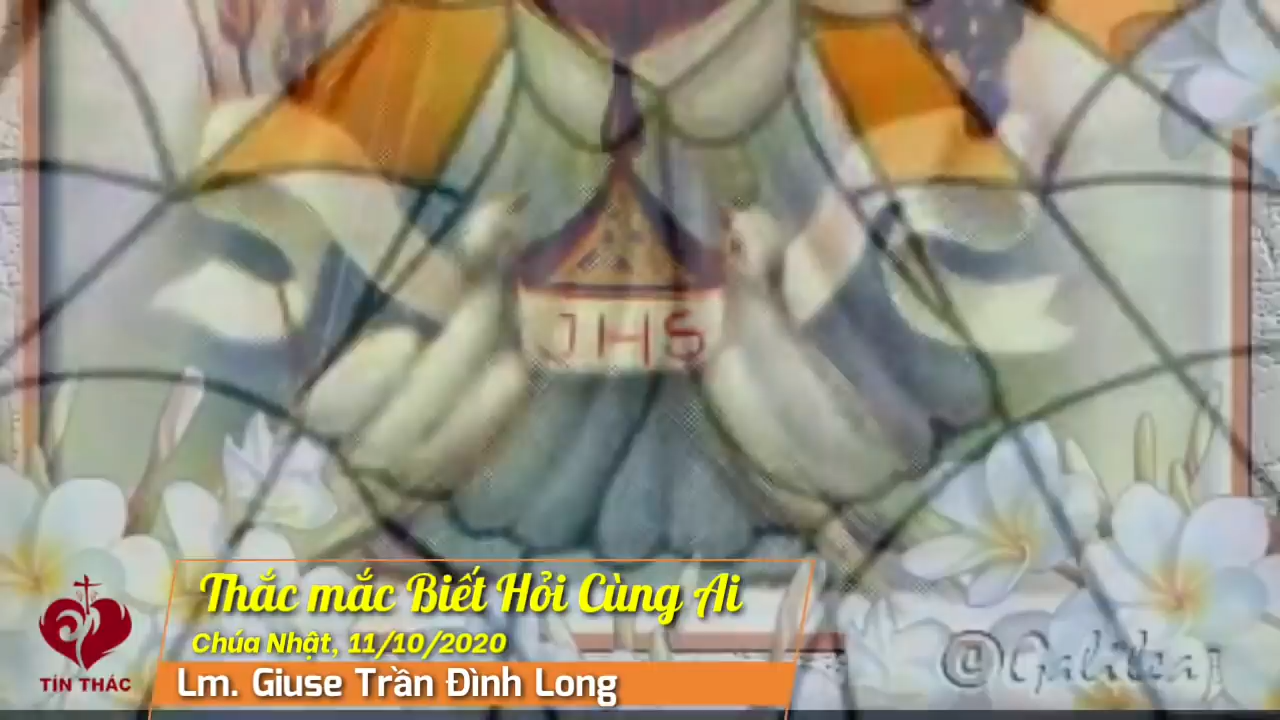 JHS
Thắc mắc Biết Hỏi Cùng Ai
Chúa Nhật, 11/10/2020
TÍN THÁC
Lm. Giuse Trần Đình Long
@Galilea